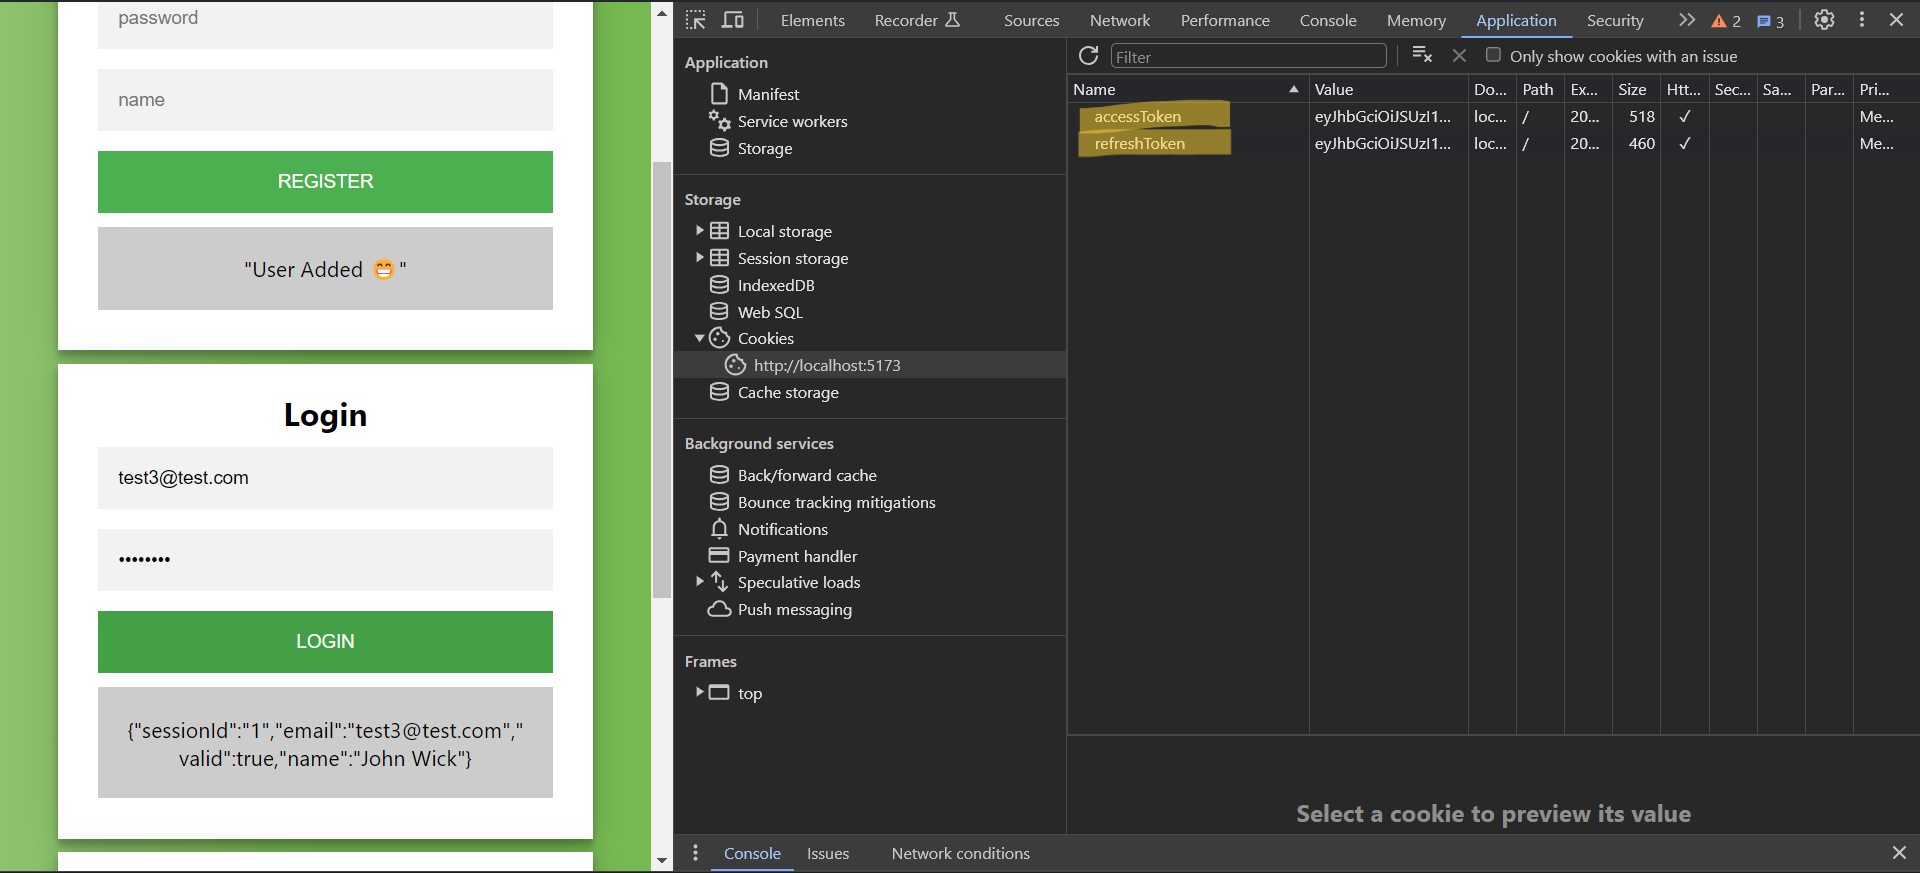 password
name
REGISTER
"User Added 😁"
Login
test3@test.com
••••••••
LOGIN
{"sessionId":"1","email":"test3@test.com","
valid":true,"name":"John Wick"}
Elements Recorder Sources Network Performance Console Memory Application Security 2 3
Application
Manifest
Service workers
Storage
Storage
Local storage
Session storage
IndexedDB
Web SQL
Cookies
http://localhost:5173
Cache storage
Background services
Back/forward cache
Bounce tracking mitigations
Notifications
Payment handler
Speculative loads
Push messaging
Frames
top
Filter Only show cookies with an issue
Name Value Do... Path Ex... Size Htt... Sec... Sa... Par... Pri...
accessToken eyJhbGciOiJSUzI1... loc... / 20... 518 ✓ Me...
refreshToken eyJhbGciOiJSUzI1... loc... / 20... 460 ✓ Me...
Select a cookie to preview its value
Console Issues Network conditions